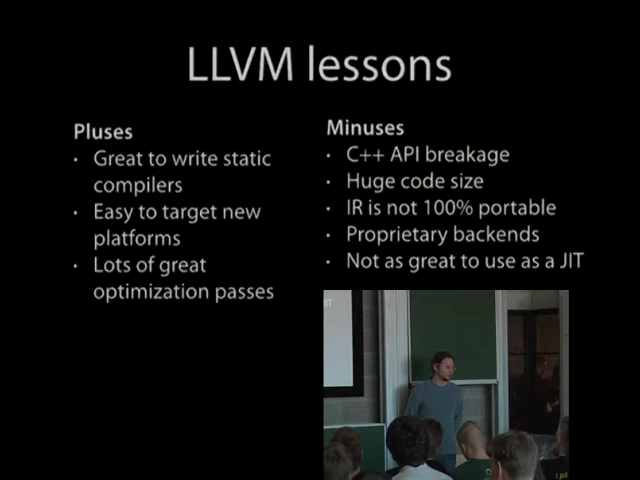 LLVM lessons
Pluses
• Great to write static
compilers
• Easy to target new
platforms
• Lots of great
optimization passes
Minuses
• C++ API breakage
• Huge code size
• IR is not 100% portable
• Proprietary backends
• Not as great to use as a JIT